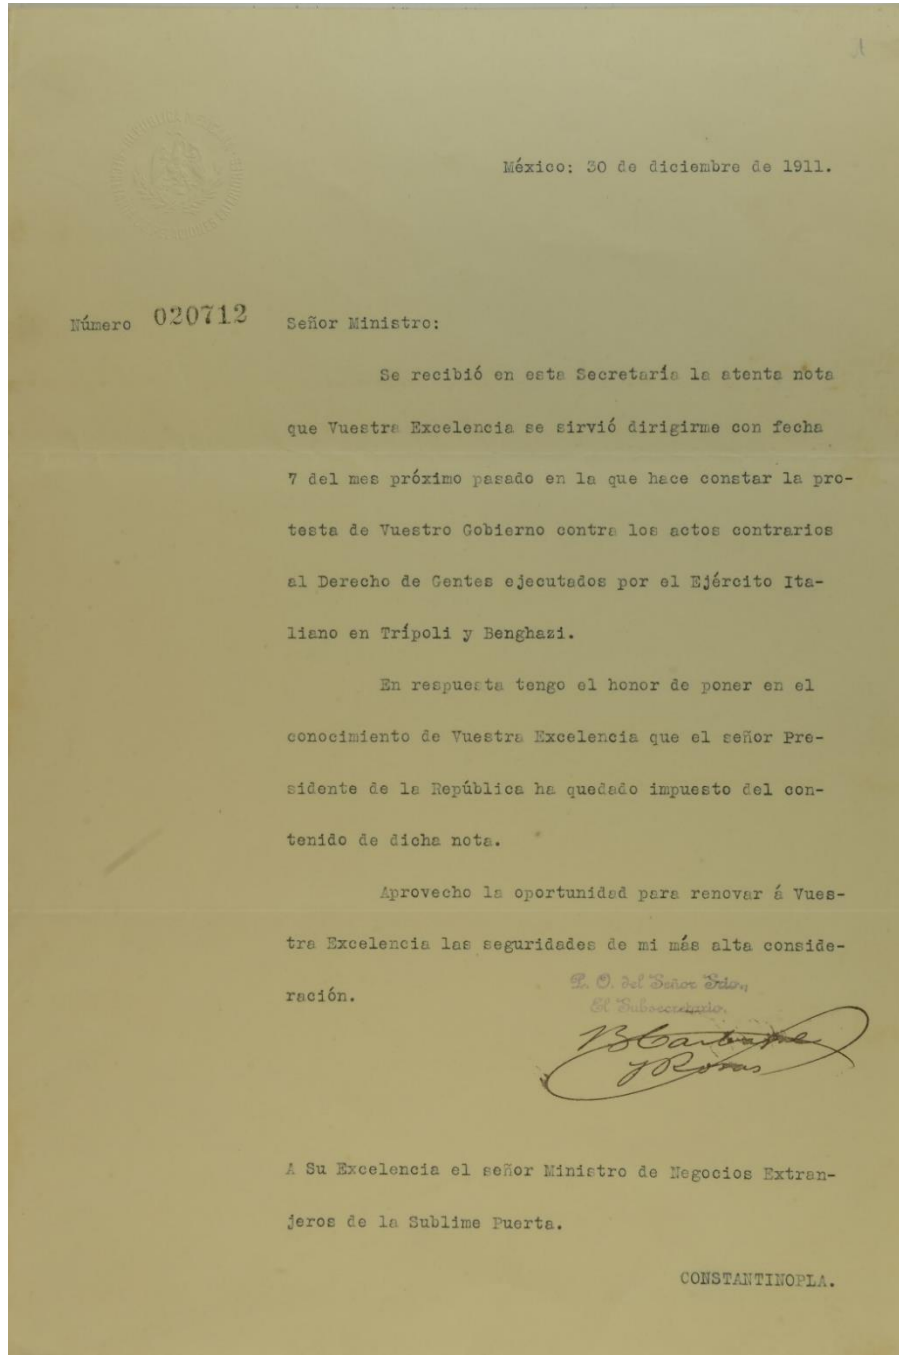 1
México; 30 de diciembre de 1911.
Número 020712
Señor Ministro:
Se recibió en esta Secretaría la atenta nota
que Vuestra Excelencia se sirvió dirigirme con fecha
7 del mes próximo pasado en la que hace constar la pro-
testa de Vuestro Gobierno contra los actos contrarios
al Derecho de Gentes ejecutados por el Ejército Ita-
liano en Trípoli y Benghazi.
En respuesta tengo el honor de poner en el
conocimiento de Vuestra Excelencia que el señor Pre-
sidente de la República ha quedado impuesto del con-
tenido de dicha nota.
Aprovecho la oportunidad para renovar á Vues-
tra Excelencia las seguridades de mi más alta conside-
ración.
P. O. del Señor Srio.,
El Subsecretario,
y Rojas
A Su Excelencia el señor Ministro de Negocios Extran-
jeros de la Sublime Puerta.
CONSTANTINOPLA.